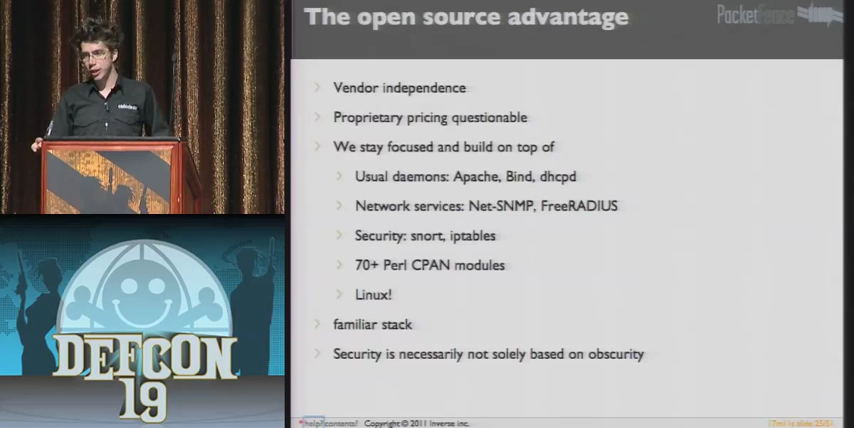 The open source advantage
PacketFence
Vendor independence
Proprietary pricing questionable
We stay focused and build on top of
Usual daemons: Apache, Bind, dhcpd
Network services: Net-SNMP, FreeRADIUS
Security: snort, iptables
70+ Perl CPAN modules
Linux!
familiar stack
Security is necessarily not solely based on obscurity
DEFCON
19
Copyright © 2011 Inverse inc.